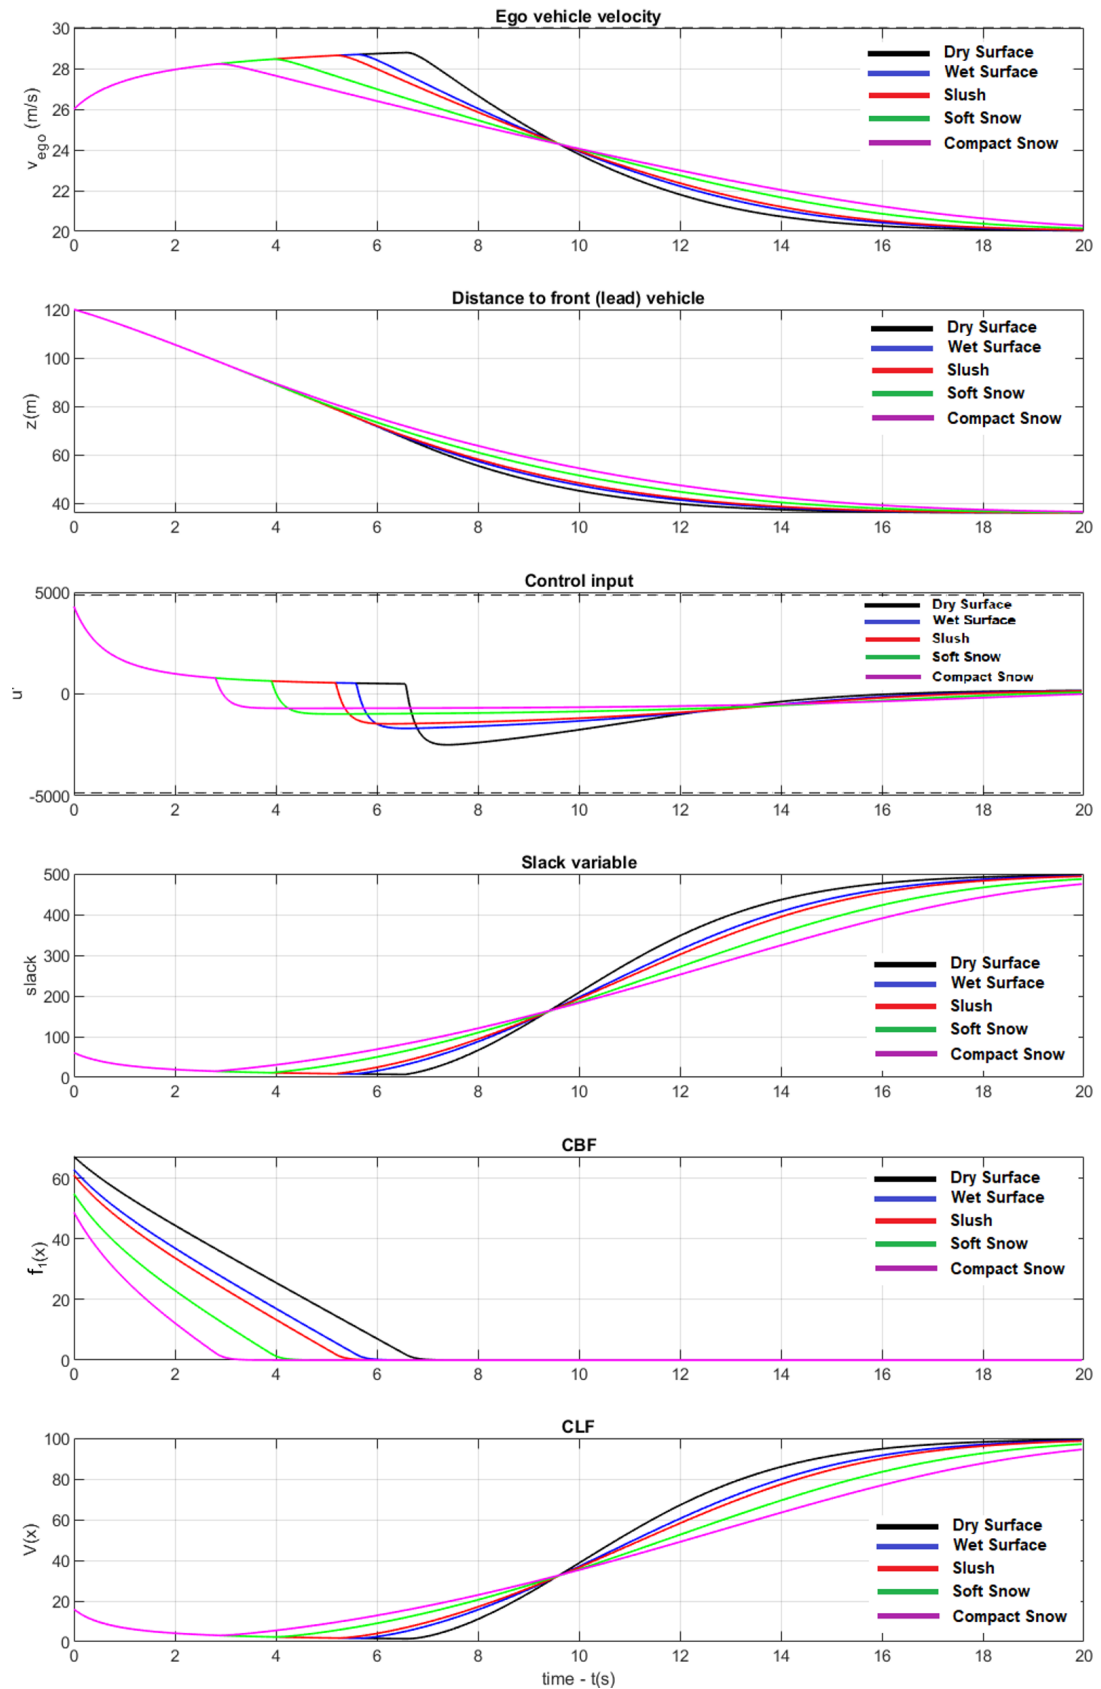 Ego vehicle velocity
30
28
26
24
22
20
v_ego (m/s)
Dry Surface
Wet Surface
Slush
Soft Snow
Compact Snow
0 2 4 6 8 10 12 14 16 18 20
Distance to front (lead) vehicle
120
100
80
60
40
z(m)
Dry Surface
Wet Surface
Slush
Soft Snow
Compact Snow
0 2 4 6 8 10 12 14 16 18 20
Control input
5000
0
-5000
u
Dry Surface
Wet Surface
Slush
Soft Snow
Compact Snow
0 2 4 6 8 10 12 14 16 18 20
Slack variable
500
400
300
200
100
0
slack
Dry Surface
Wet Surface
Slush
Soft Snow
Compact Snow
0 2 4 6 8 10 12 14 16 18 20
CBF
60
40
20
0
f₁(x)
Dry Surface
Wet Surface
Slush
Soft Snow
Compact Snow
0 2 4 6 8 10 12 14 16 18 20
CLF
100
80
60
40
20
0
V(x)
Dry Surface
Wet Surface
Slush
Soft Snow
Compact Snow
0 2 4 6 8 10 12 14 16 18 20
time - t(s)